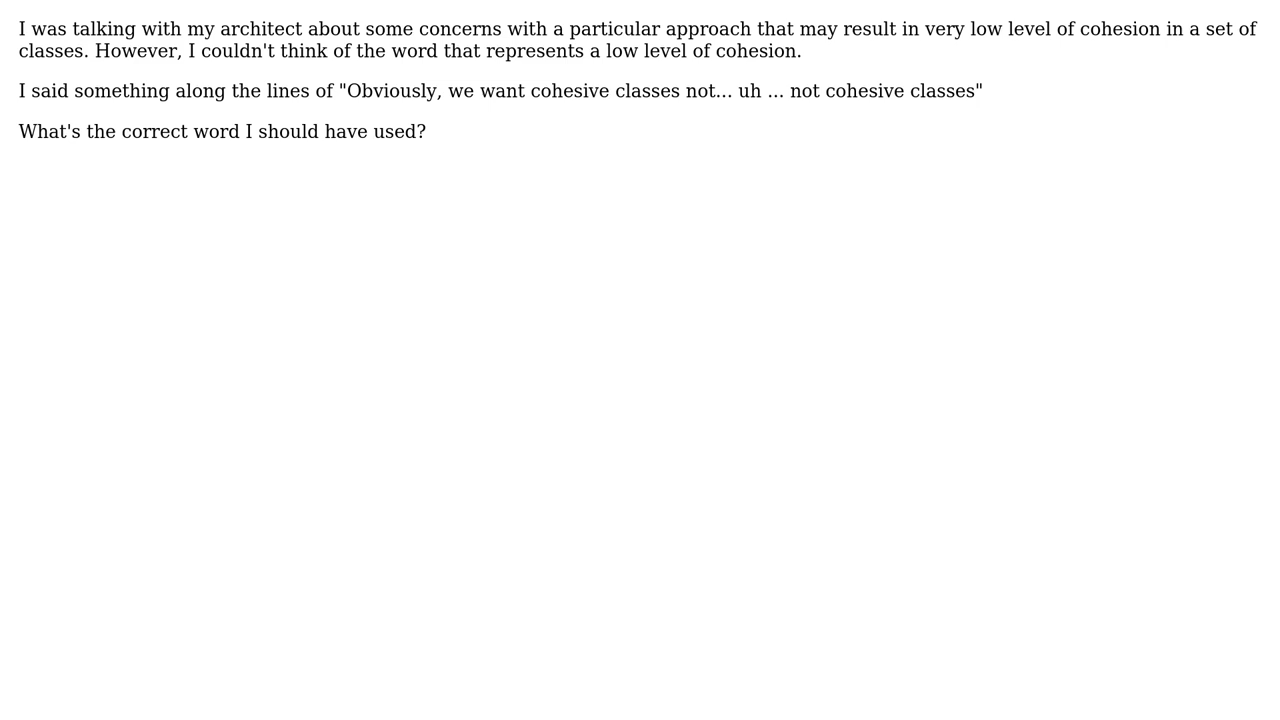 I was talking with my architect about some concerns with a particular approach that may result in very low level of cohesion in a set of
classes. However, I couldn't think of the word that represents a low level of cohesion.
I said something along the lines of "Obviously, we want cohesive classes not... uh ... not cohesive classes"
What's the correct word I should have used?